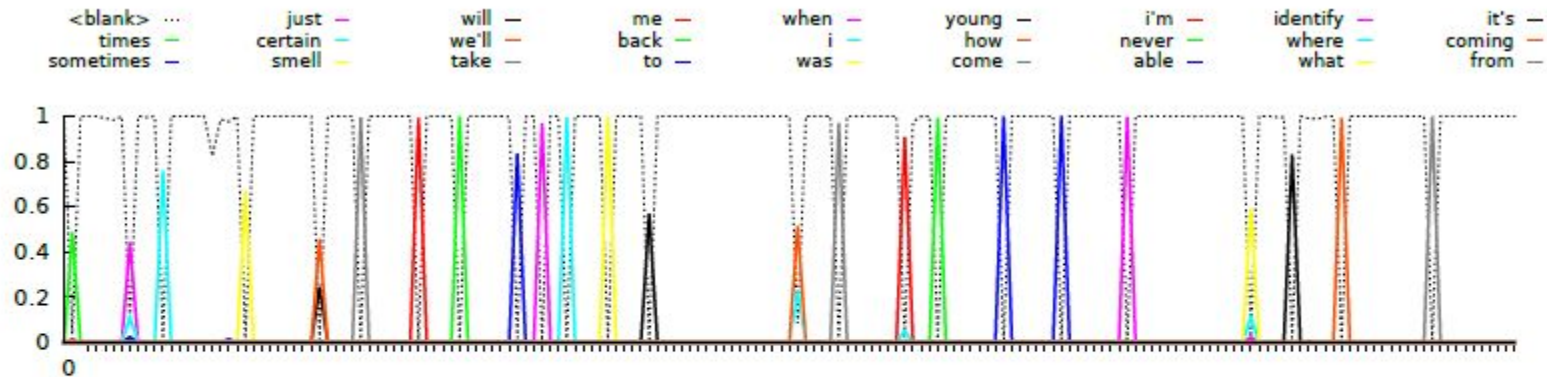 <blank> just will me when young i'm identify it's
times certain we'll back i how never where coming
sometimes smell take to was come able what from
1
0.8
0.6
0.4
0.2
0
0